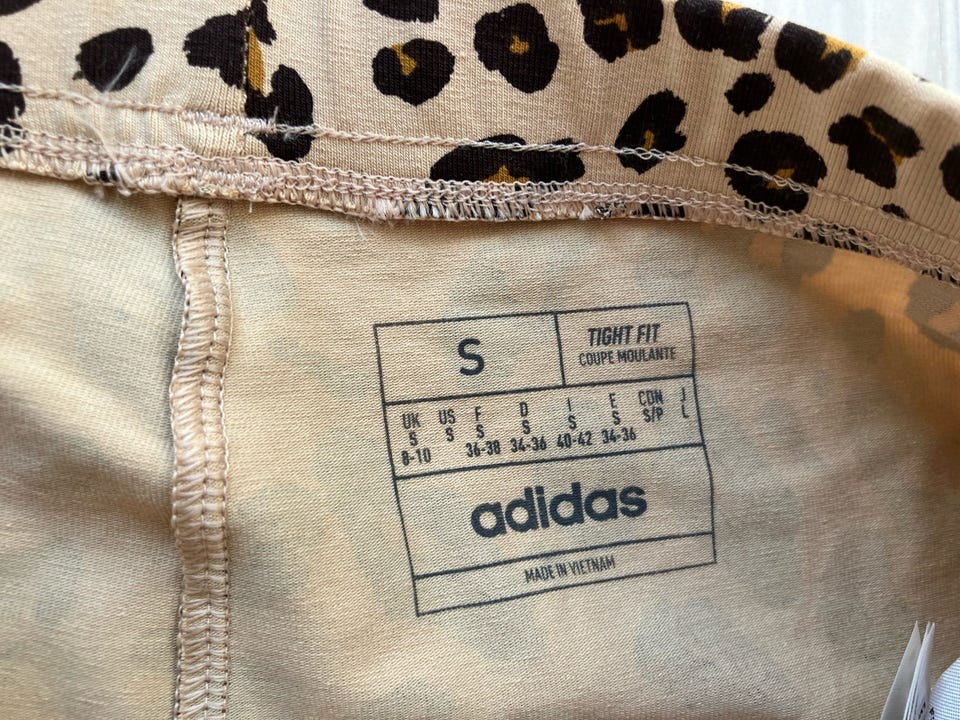 S
TIGHT FIT
COUPE MOULANTE
UK US F D I E CDN J
S S S S S S S/P L
8-10 36-38 34-36 40-42 34-36
adidas
MADE IN VIETNAM